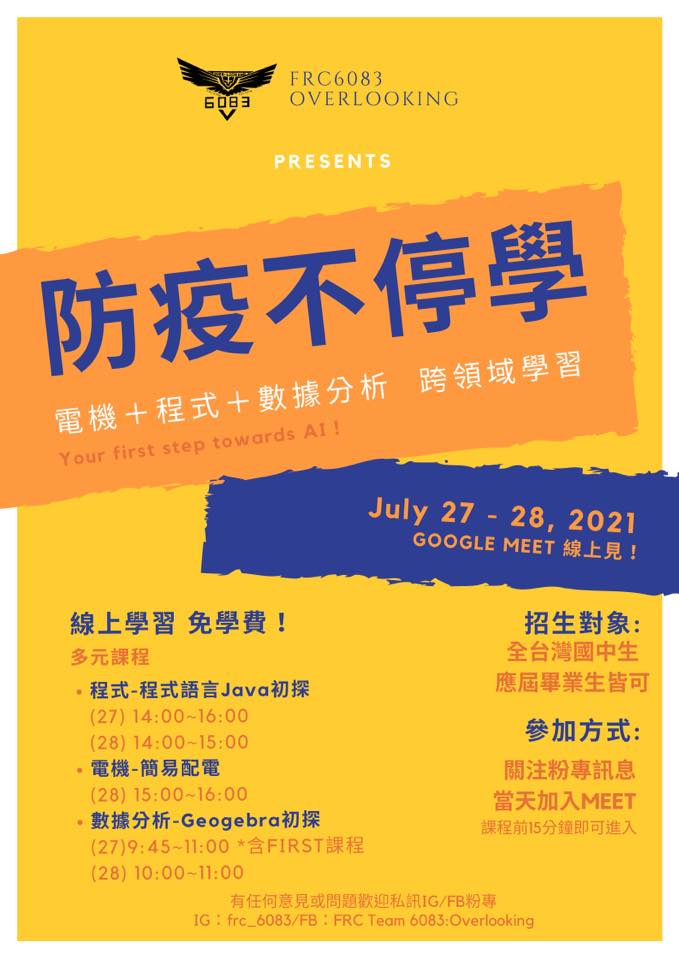 6083
FRC6083
OVERLOOKING
PRESENTS
防疫不停學
電機＋程式＋數據分析 跨領域學習
Your first step towards AI！
July 27 - 28, 2021
GOOGLE MEET 線上見！
線上學習 免學費！
多元課程
• 程式-程式語言Java初探
(27) 14:00~16:00
(28) 14:00~15:00
• 電機-簡易配電
(28) 15:00~16:00
• 數據分析-Geogebra初探
(27)9:45~11:00 *含FIRST課程
(28) 10:00~11:00
招生對象:
全台灣國中生
應屆畢業生皆可
參加方式:
關注粉專訊息
當天加入MEET
課程前15分鐘即可進入
有任何意見或問題歡迎私訊IG/FB粉專
IG：frc_6083/FB：FRC Team 6083:Overlooking